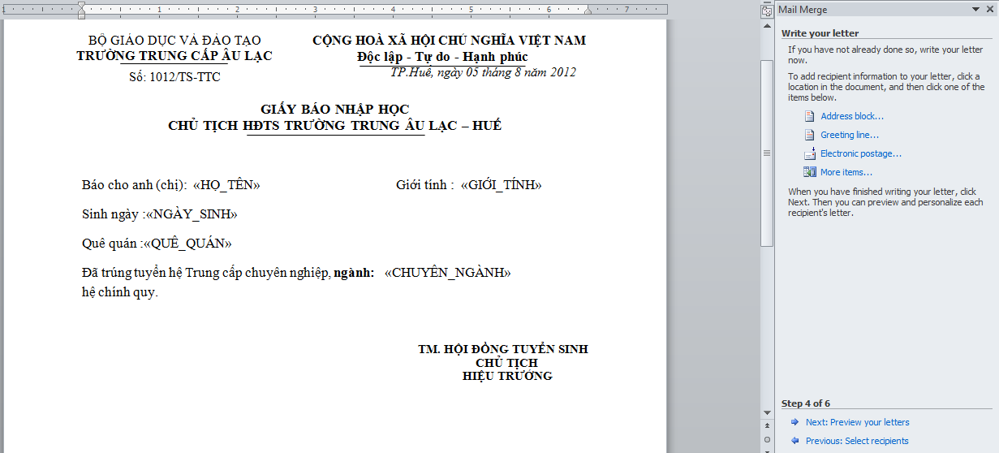 1 1 2 3 4 5 6 7
BỘ GIÁO DỤC VÀ ĐÀO TẠO
TRƯỜNG TRUNG CẤP ÂU LẠC
Số: 1012/TS-TTC
CỘNG HOÀ XÃ HỘI CHỦ NGHĨA VIỆT NAM
Độc lập - Tự do - Hạnh phúc
TP.Huế, ngày 05 tháng 8 năm 2012
GIẤY BÁO NHẬP HỌC
CHỦ TỊCH HĐTS TRƯỜNG TRUNG ÂU LẠC – HUẾ
Báo cho anh (chị): «HỌ_TÊN» Giới tính : «GIỚI_TÍNH»
Sinh ngày :«NGÀY_SINH»
Quê quán :«QUÊ_QUÁN»
Đã trúng tuyển hệ Trung cấp chuyên nghiệp, ngành: «CHUYÊN_NGÀNH»
hệ chính quy.
TM. HỘI ĐỒNG TUYỂN SINH
CHỦ TỊCH
HIỆU TRƯỞNG
Mail Merge
Write your letter
If you have not already done so, write your letter
now.
To add recipient information to your letter, click a
location in the document, and then click one of the
items below.
Address block...
Greeting line...
Electronic postage...
More items...
When you have finished writing your letter, click
Next. Then you can preview and personalize each
recipient's letter.
Step 4 of 6
Next: Preview your letters
Previous: Select recipients